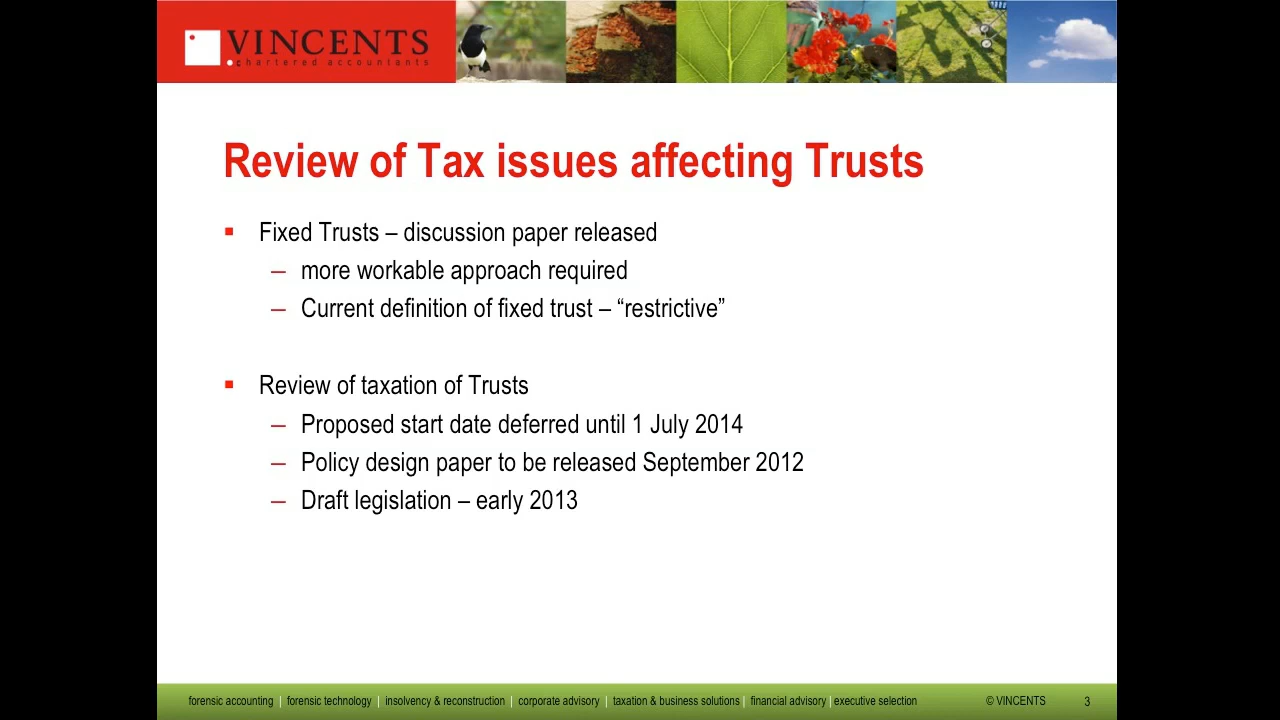 VINCENTS
chartered accountants
Review of Tax issues affecting Trusts
Fixed Trusts – discussion paper released
– more workable approach required
– Current definition of fixed trust – “restrictive”
Review of taxation of Trusts
– Proposed start date deferred until 1 July 2014
– Policy design paper to be released September 2012
– Draft legislation – early 2013
forensic accounting | forensic technology | insolvency & reconstruction | corporate advisory | taxation & business solutions | financial advisory | executive selection © VINCENTS 3